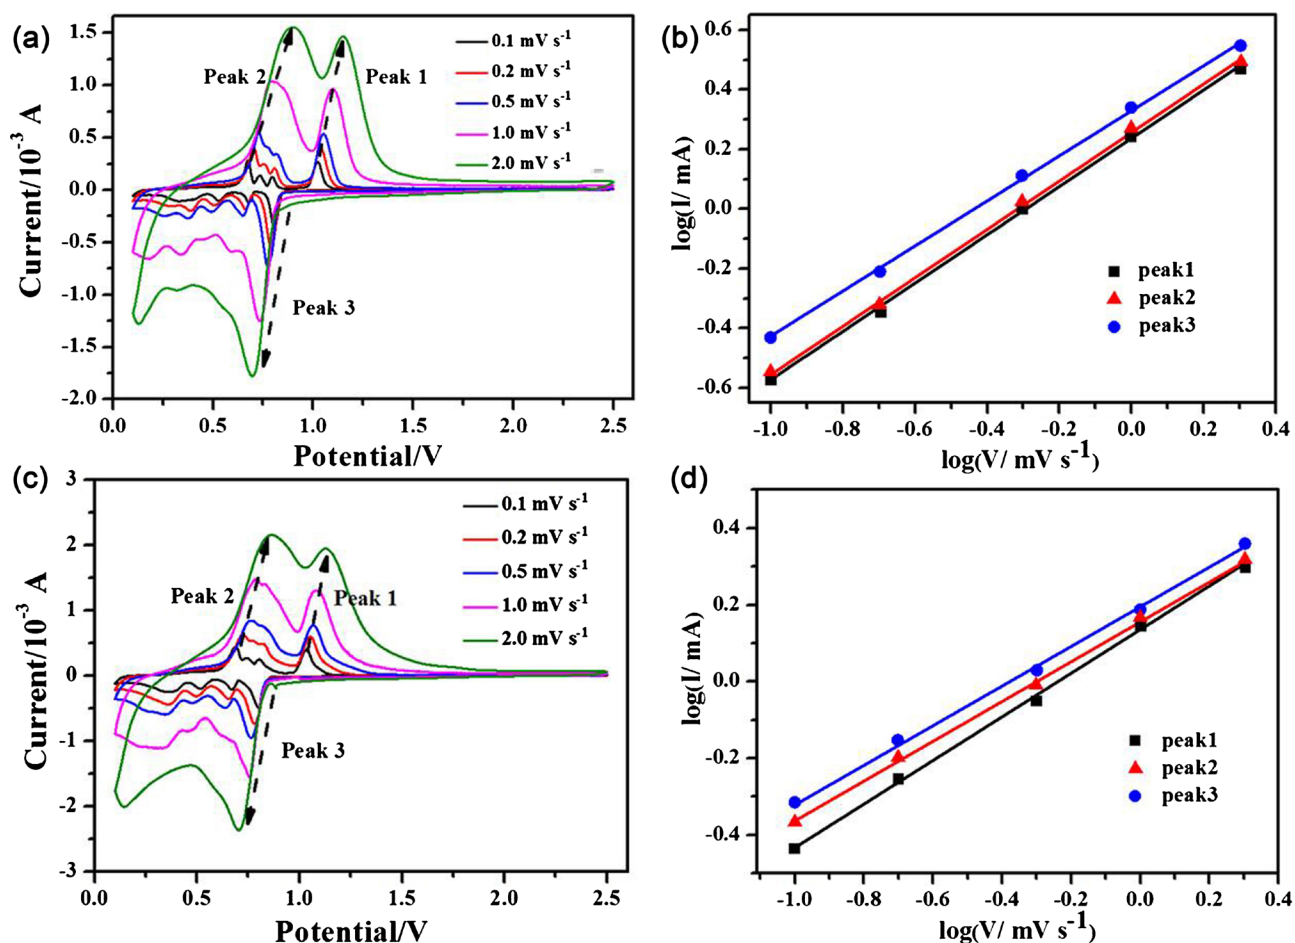 (a)
Current/10⁻³ A
1.5
1.0
0.5
0.0
-0.5
-1.0
-1.5
-2.0
Peak 2
Peak 1
Peak 3
0.1 mV s⁻¹
0.2 mV s⁻¹
0.5 mV s⁻¹
1.0 mV s⁻¹
2.0 mV s⁻¹
0.0 0.5 1.0 1.5 2.0 2.5
Potential/V
(b)
log(I/ mA)
0.6
0.4
0.2
0.0
-0.2
-0.4
-0.6
peak1
peak2
peak3
-1.0 -0.8 -0.6 -0.4 -0.2 0.0 0.2 0.4
log(V/ mV s⁻¹)
(c)
Current/10⁻³ A
3
2
1
0
-1
-2
-3
Peak 2
Peak 1
Peak 3
0.1 mV s⁻¹
0.2 mV s⁻¹
0.5 mV s⁻¹
1.0 mV s⁻¹
2.0 mV s⁻¹
0.0 0.5 1.0 1.5 2.0 2.5
Potential/V
(d)
log(I/ mA)
0.4
0.2
0.0
-0.2
-0.4
peak1
peak2
peak3
-1.0 -0.8 -0.6 -0.4 -0.2 0.0 0.2 0.4
log(V/ mV s⁻¹)